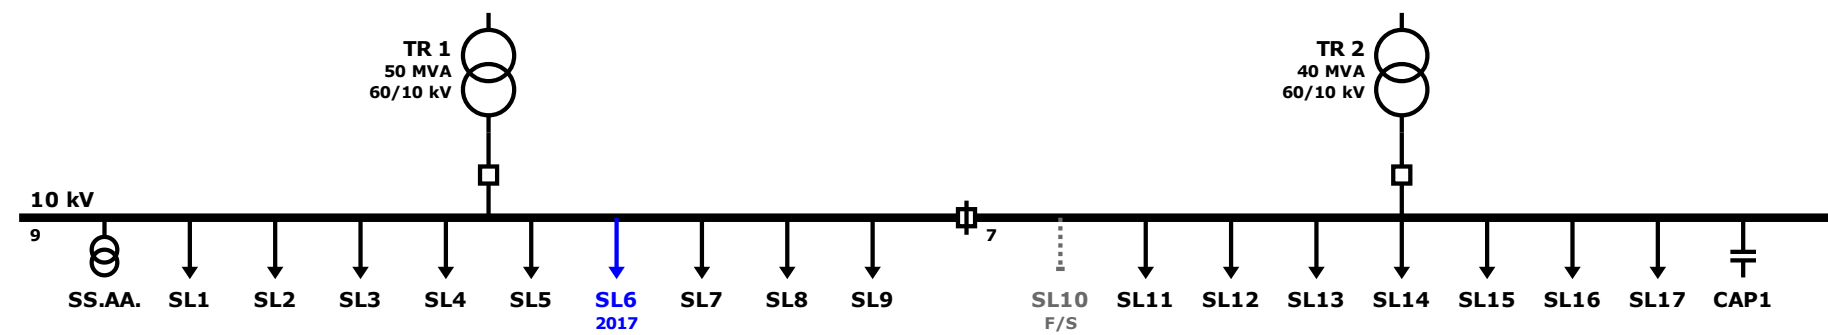 TR 1
50 MVA
60/10 kV
TR 2
40 MVA
60/10 kV
10 kV
9
7
SS.AA. SL1 SL2 SL3 SL4 SL5 SL6 SL7 SL8 SL9 SL10 SL11 SL12 SL13 SL14 SL15 SL16 SL17 CAP1
2017 F/S